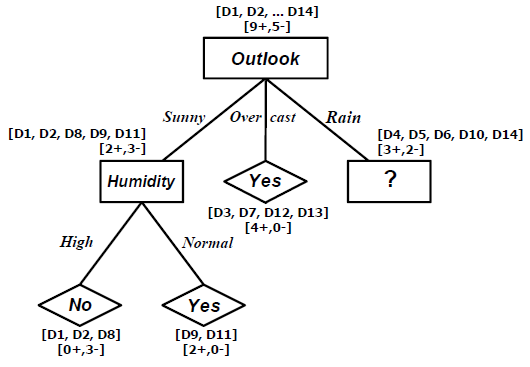 [D1, D2, ... D14]
[9+,5-]
Outlook
Sunny
Over cast
Rain
[D1, D2, D8, D9, D11]
[2+,3-]
[D4, D5, D6, D10, D14]
[3+,2-]
Humidity
Yes
?
[D3, D7, D12, D13]
[4+,0-]
High
Normal
No
Yes
[D1, D2, D8]
[0+,3-]
[D9, D11]
[2+,0-]